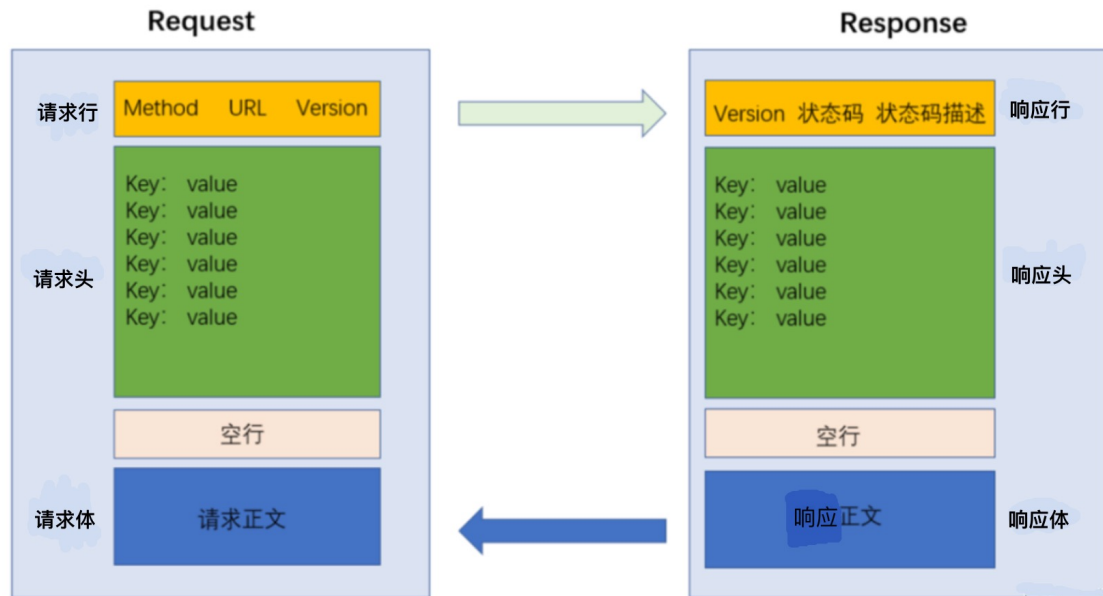 Request
请求行
Method URL Version
请求头
Key: value
Key: value
Key: value
Key: value
Key: value
Key: value
空行
请求体
请求正文
Response
Version 状态码 状态码描述
响应行
Key: value
Key: value
Key: value
Key: value
Key: value
Key: value
响应头
空行
响应正文
响应体